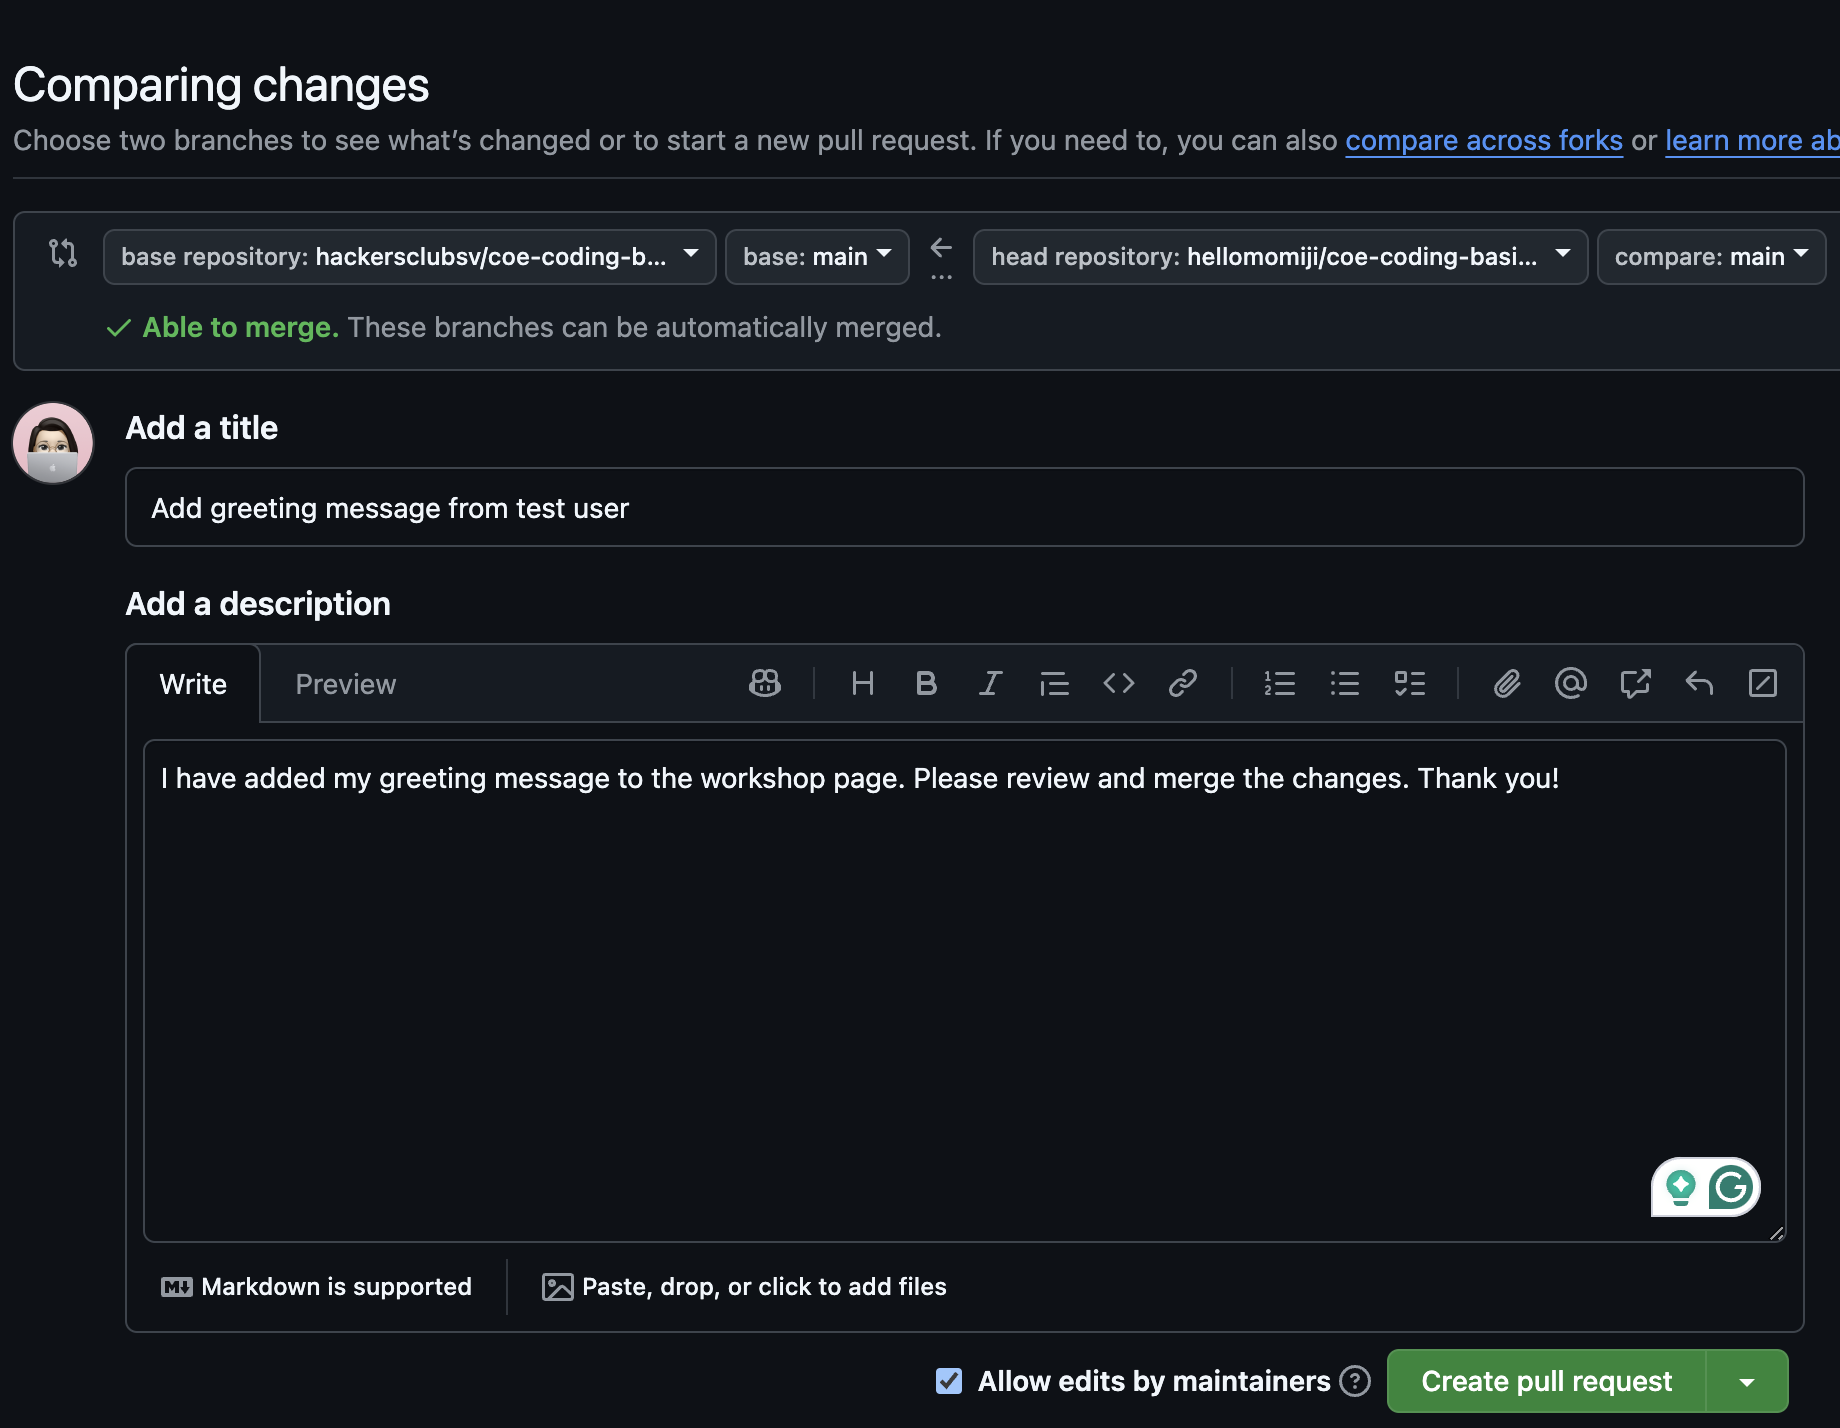 Comparing changes
Choose two branches to see what’s changed or to start a new pull request. If you need to, you can also compare across forks or learn more ab
base repository: hackersclubsv/coe-coding-b... base: main ... head repository: hellomomiji/coe-coding-basi... compare: main
Able to merge. These branches can be automatically merged.
Add a title
Add greeting message from test user
Add a description
Write Preview
I have added my greeting message to the workshop page. Please review and merge the changes. Thank you!
Markdown is supported Paste, drop, or click to add files
Allow edits by maintainers Create pull request